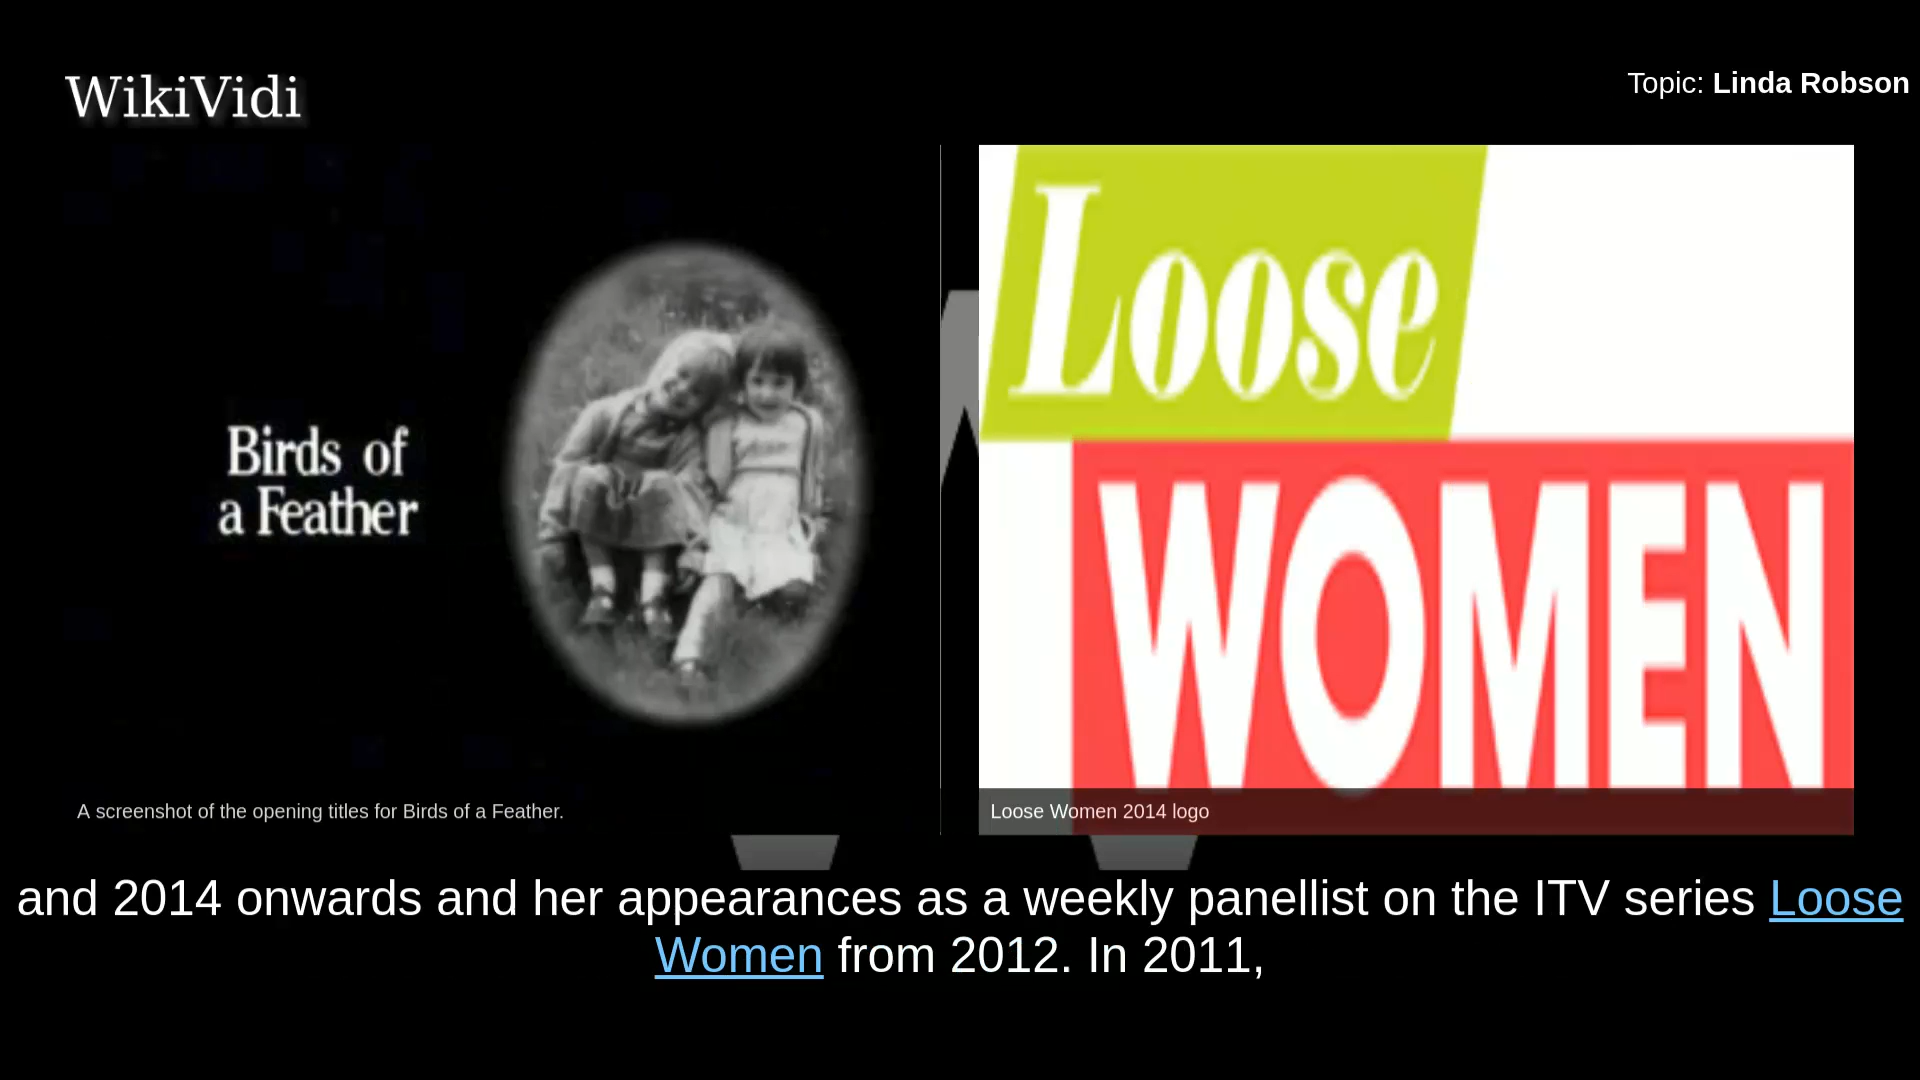 WikiVidi
Topic: Linda Robson
Birds of
a Feather
Loose
WOMEN
A screenshot of the opening titles for Birds of a Feather.
Loose Women 2014 logo
and 2014 onwards and her appearances as a weekly panellist on the ITV series Loose
Women from 2012. In 2011,